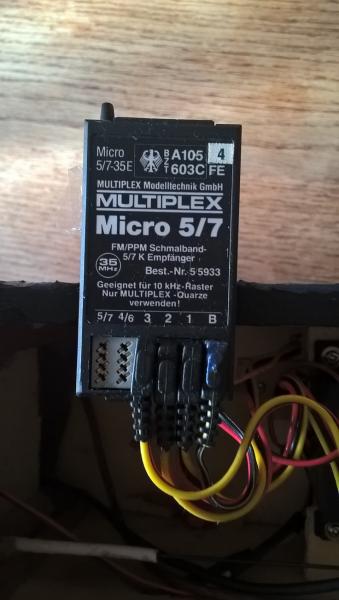 Micro B A105 4
5/7-35E Z T 603C FE
MULTIPLEX Modelltechnik GmbH
MULTIPLEX
Micro 5/7
FM/PPM Schmalband-
5/7 K Empfänger
35 MHz Best.-Nr. 5 5933
Geeignet für 10 kHz-Raster
Nur MULTIPLEX -Quarze
verwenden!
5/7 4/6 3 2 1 B